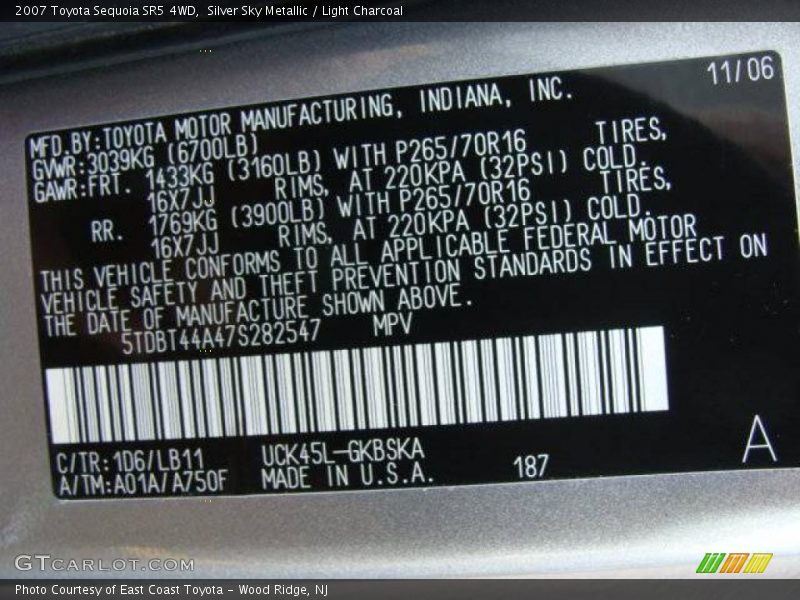 2007 Toyota Sequoia SR5 4WD,  Silver Sky Metallic / Light Charcoal
11/06
MFD.BY:TOYOTA MOTOR MANUFACTURING, INDIANA, INC.
GVWR:3039KG (6700LB)
GAWR:FRT. 1433KG (3160LB) WITH P265/70R16 TIRES,
16X7JJ RIMS, AT 220KPA (32PSI) COLD.
RR. 1769KG (3900LB) WITH P265/70R16 TIRES,
16X7JJ RIMS, AT 220KPA (32PSI) COLD.
THIS VEHICLE CONFORMS TO ALL APPLICABLE FEDERAL MOTOR
VEHICLE SAFETY AND THEFT PREVENTION STANDARDS IN EFFECT ON
THE DATE OF MANUFACTURE SHOWN ABOVE.
5TDBT44A47S282547 MPV
C/TR:1D6/LB11 UCK45L-GKBSKA
A/TM:A01A/A750F MADE IN U.S.A. 187
A
GTCARLOT.COM
Photo Courtesy of East Coast Toyota - Wood Ridge, NJ